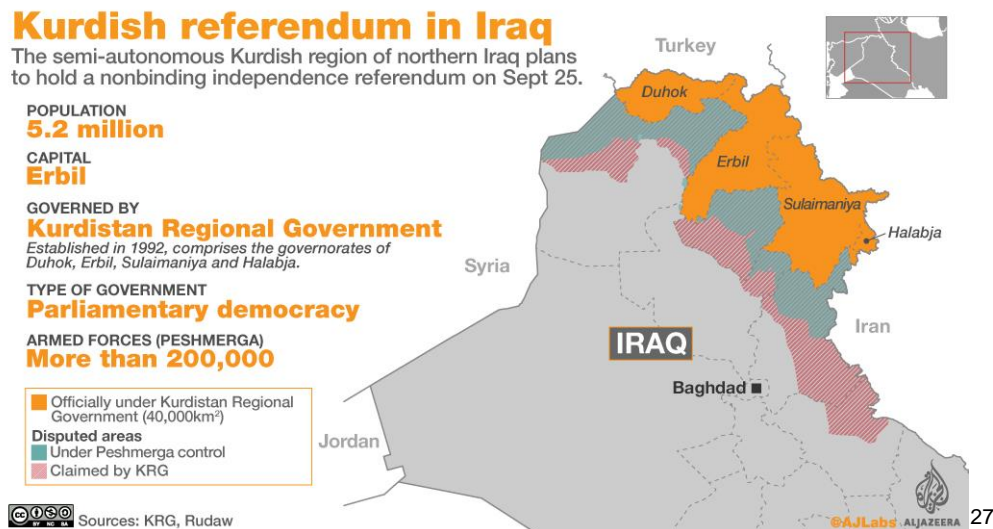 Kurdish referendum in Iraq
The semi-autonomous Kurdish region of northern Iraq plans
to hold a nonbinding independence referendum on Sept 25.
POPULATION
5.2 million
CAPITAL
Erbil
GOVERNED BY
Kurdistan Regional Government
Established in 1992, comprises the governorates of
Duhok, Erbil, Sulaimaniya and Halabja.
TYPE OF GOVERNMENT
Parliamentary democracy
ARMED FORCES (PESHMERGA)
More than 200,000
Officially under Kurdistan Regional
Government (40,000km²)
Disputed areas
Under Peshmerga control
Claimed by KRG
Turkey
Duhok
Erbil
Sulaimaniya
Halabja
Syria
Iran
IRAQ
Baghdad
Jordan
CC BY NC SA
Sources: KRG, Rudaw
@AJLabs
ALJAZEERA
27